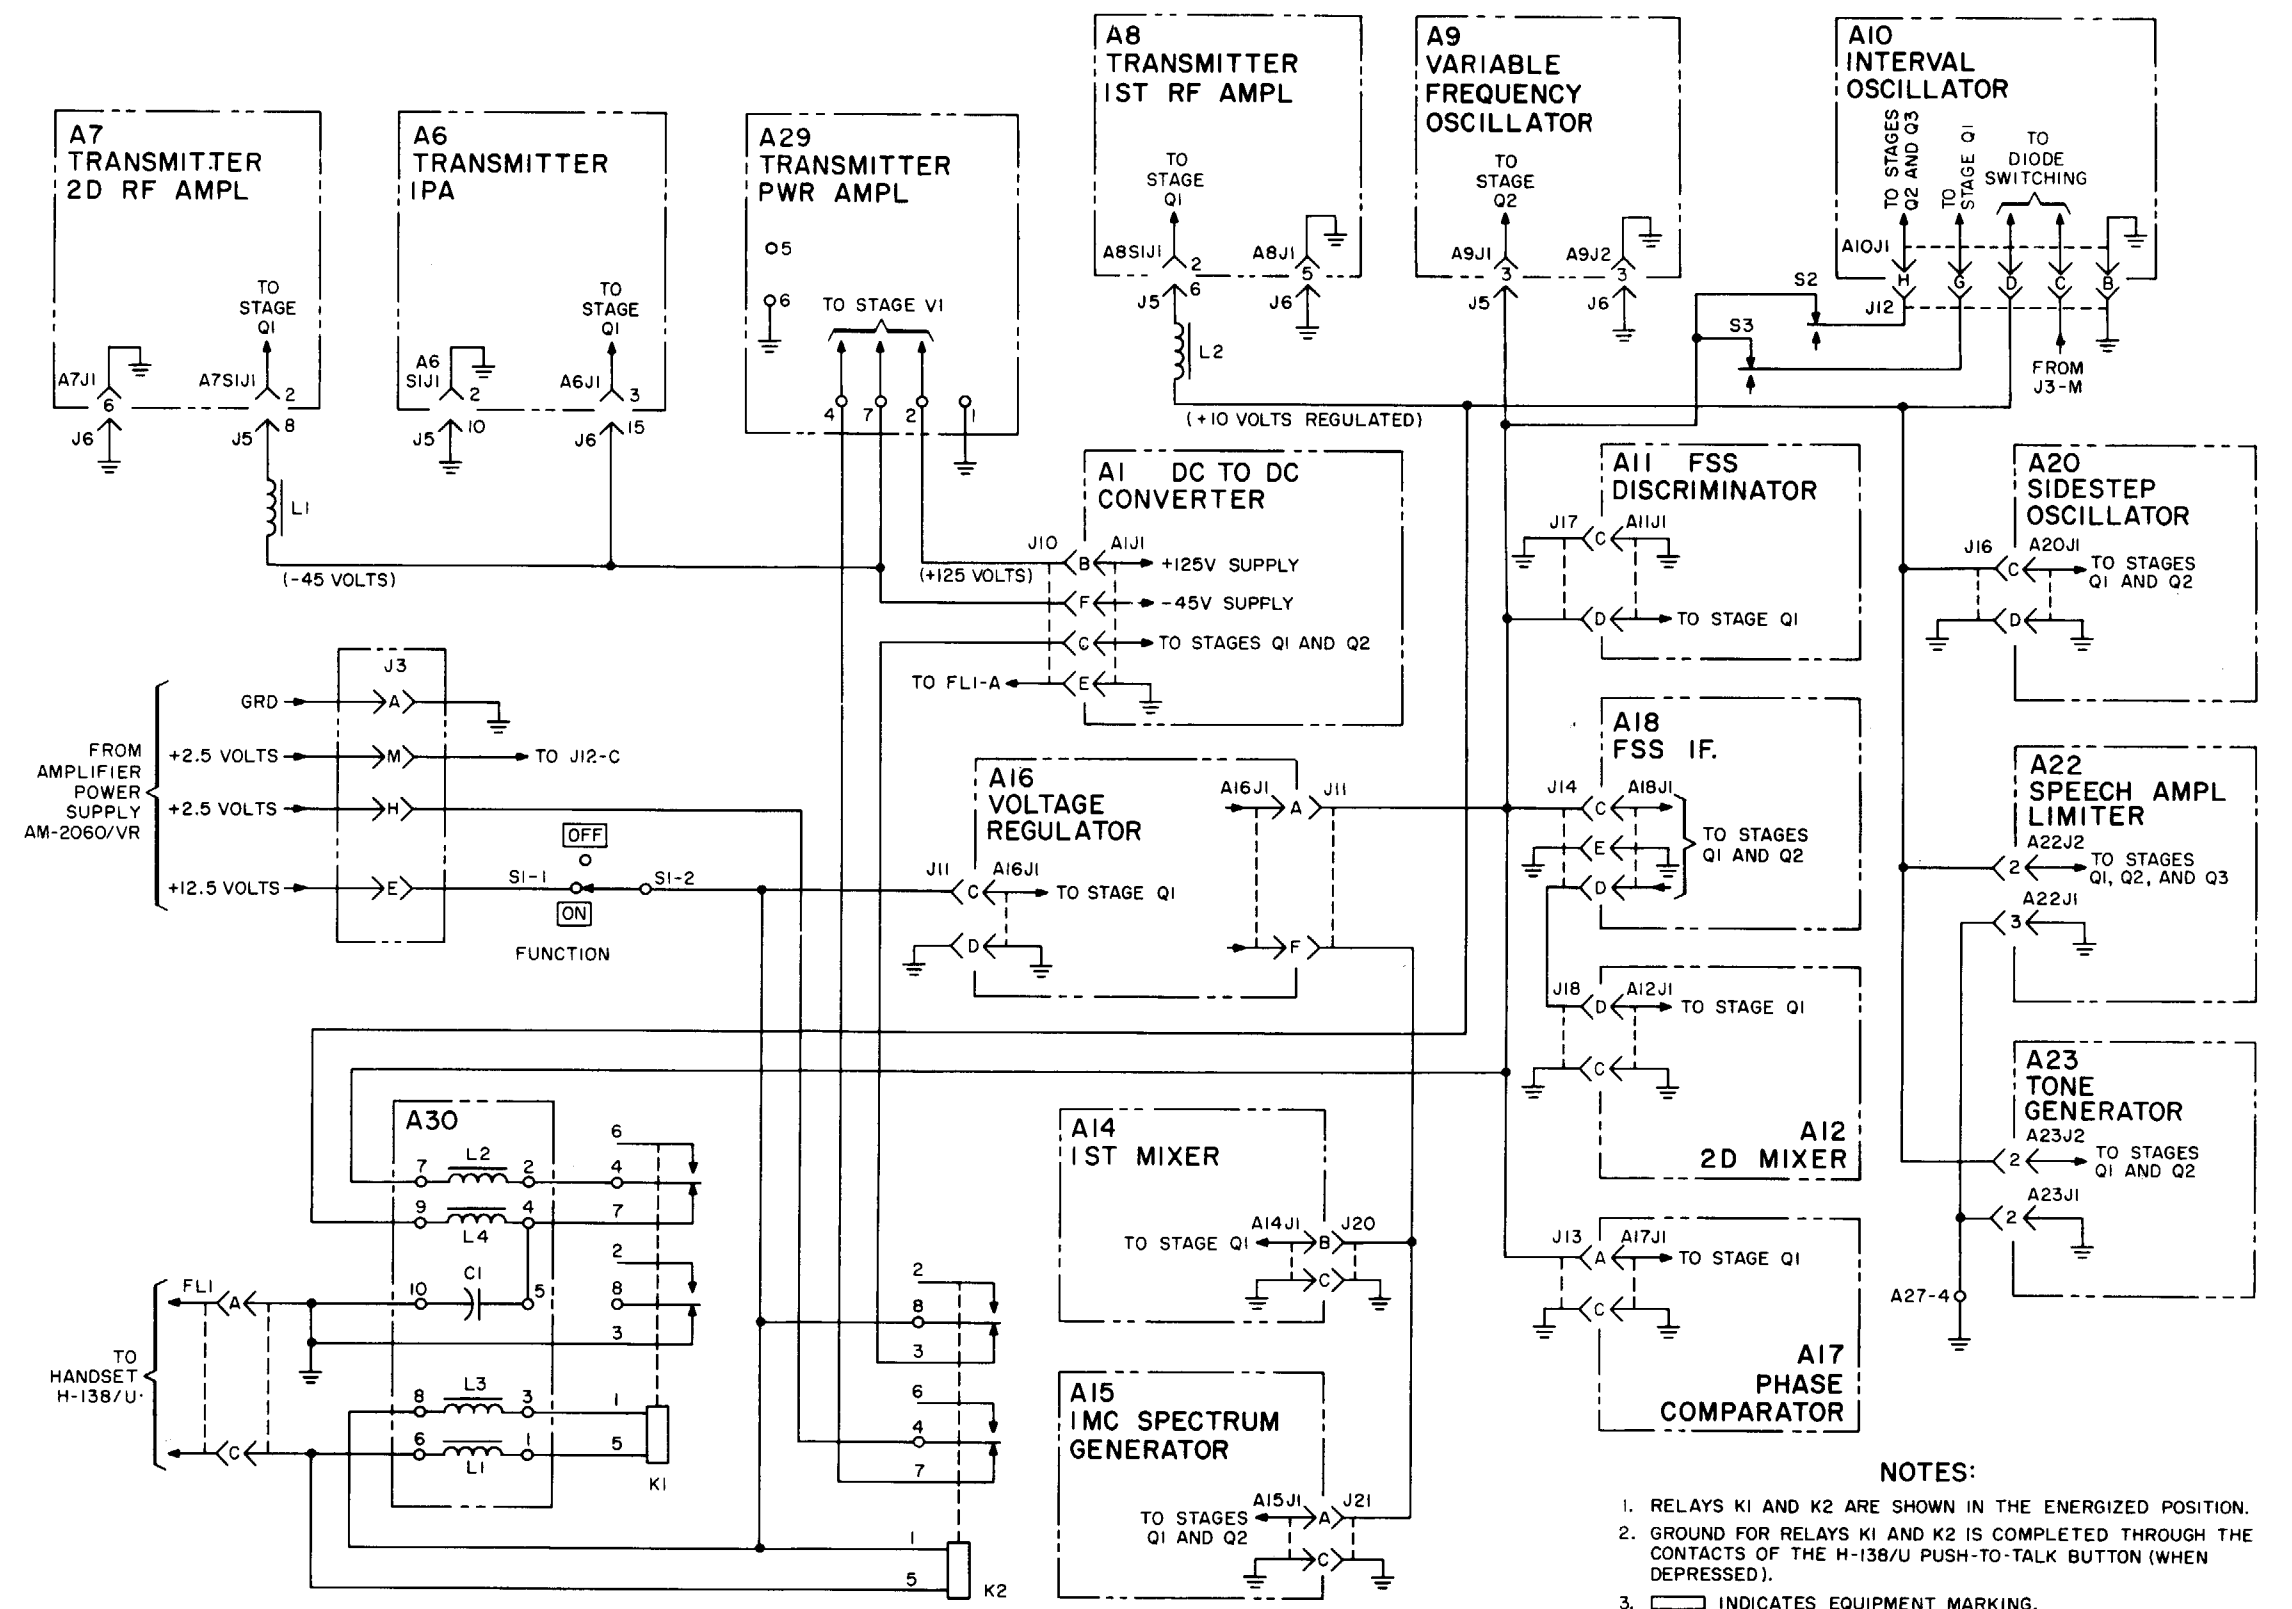 A7
TRANSMITTER
2D RF AMPL
TO
STAGE
Q1
A7J1
6
J6
A7S1J1
2
J5
8
L1
(-45 VOLTS)
A6
TRANSMITTER
IPA
TO
STAGE
Q1
A6
S1J1
2
J5
10
A6J1
3
J6
15
A29
TRANSMITTER
PWR AMPL
5
6
TO STAGE V1
4
7
2
1
A8
TRANSMITTER
1ST RF AMPL
TO
STAGE
Q1
A8S1J1
2
J5
6
A8J1
5
J6
L2
(+10 VOLTS REGULATED)
A9
VARIABLE
FREQUENCY
OSCILLATOR
TO
STAGE
Q2
A9J1
3
J5
A9J2
3
J6
A10
INTERVAL
OSCILLATOR
TO STAGES
Q2 AND Q3
TO
STAGE Q1
TO
DIODE
SWITCHING
A10J1
H
G
D
C
B
J12
S2
S3
FROM
J3-M
A1 DC TO DC
CONVERTER
J10
A1J1
B
+125V SUPPLY
(+125 VOLTS)
F
-45V SUPPLY
C
TO STAGES Q1 AND Q2
TO FL1-A
E
A11 FSS
DISCRIMINATOR
J17
C
A11J1
D
TO STAGE Q1
A20
SIDESTEP
OSCILLATOR
J16
A20J1
C
TO STAGES
Q1 AND Q2
D
FROM
AMPLIFIER
POWER
SUPPLY
AM-2060/VR
J3
GRD
A
+2.5 VOLTS
M
TO J12-C
+2.5 VOLTS
H
+12.5 VOLTS
E
OFF
S1-1
S1-2
ON
FUNCTION
A16
VOLTAGE
REGULATOR
A16J1
A
J11
J11
C
A16J1
TO STAGE Q1
D
F
A18
FSS IF.
J14
C
A18J1
E
D
TO STAGES
Q1 AND Q2
A22
SPEECH AMPL
LIMITER
A22J2
2
TO STAGES
Q1, Q2, AND Q3
A22J1
3
J18
D
A12J1
TO STAGE Q1
C
A12
2D MIXER
A23
TONE
GENERATOR
A23J2
2
TO STAGES
Q1 AND Q2
A23J1
2
A27-4
A30
7
L2
2
9
L4
4
10
C1
5
8
L3
3
6
L1
1
6
4
7
2
8
3
1
5
K1
TO
HANDSET
H-138/U
FL1
A
C
2
8
3
6
4
7
1
5
K2
A14
1ST MIXER
A14J1
J20
TO STAGE Q1
B
C
A15
1MC SPECTRUM
GENERATOR
A15J1
J21
TO STAGES
Q1 AND Q2
A
C
J13
A
A17J1
TO STAGE Q1
C
A17
PHASE
COMPARATOR
NOTES:
1. RELAYS K1 AND K2 ARE SHOWN IN THE ENERGIZED POSITION.
2. GROUND FOR RELAYS K1 AND K2 IS COMPLETED THROUGH THE
CONTACTS OF THE H-138/U PUSH-TO-TALK BUTTON (WHEN
DEPRESSED).
3. INDICATES EQUIPMENT MARKING.